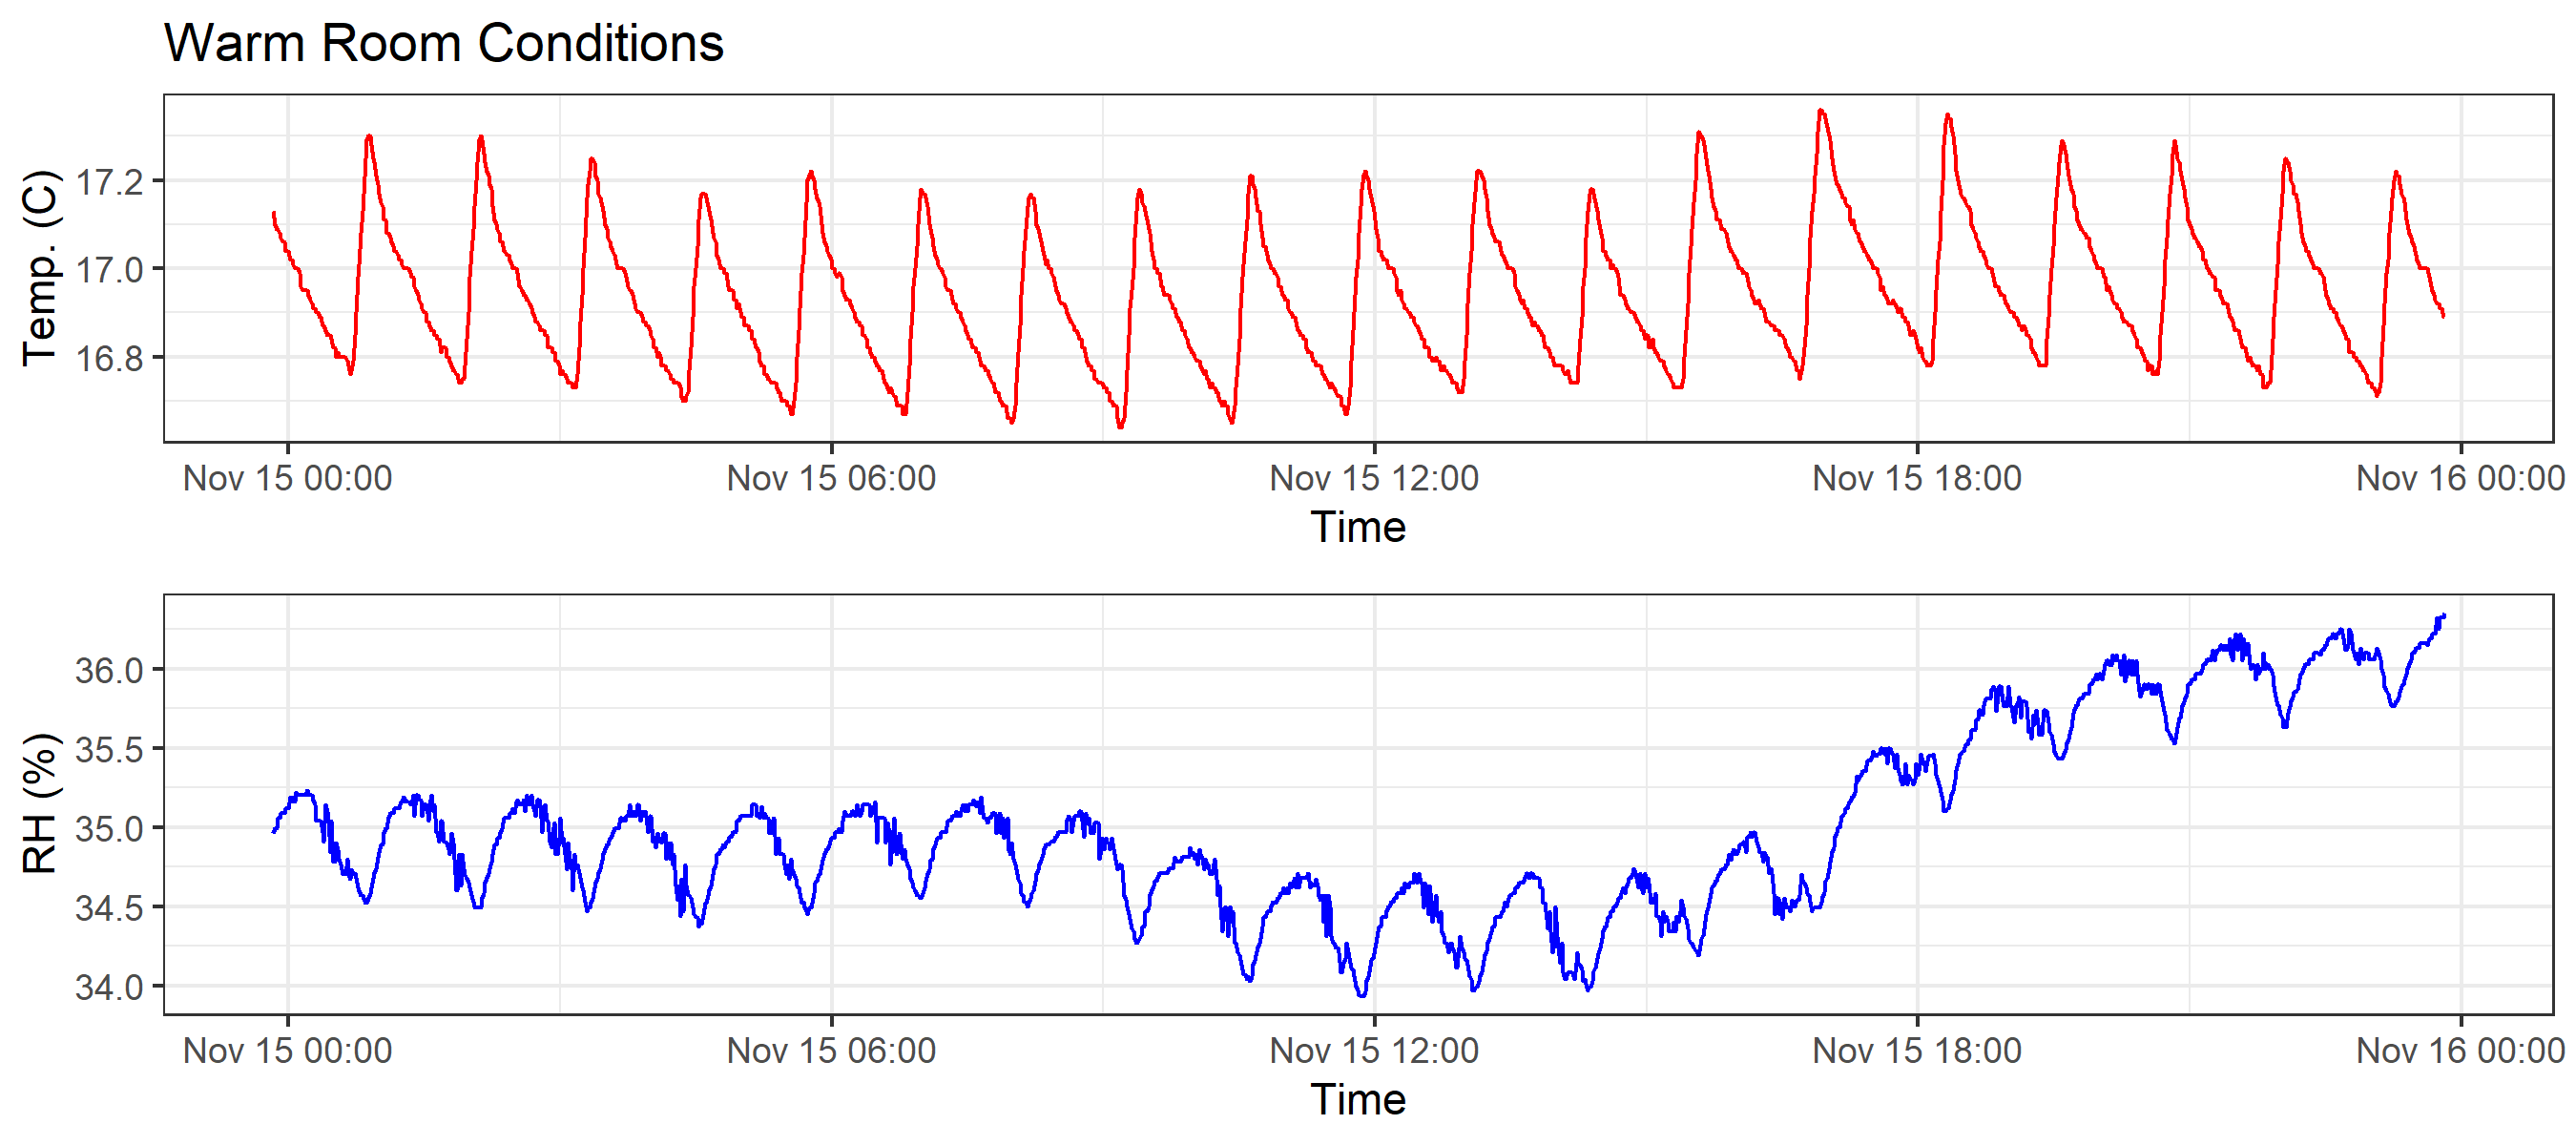 Warm Room Conditions
Temp. (C)
17.2
17.0
16.8
Nov 15 00:00 Nov 15 06:00 Nov 15 12:00 Nov 15 18:00 Nov 16 00:00
Time
RH (%)
36.0
35.5
35.0
34.5
34.0
Nov 15 00:00 Nov 15 06:00 Nov 15 12:00 Nov 15 18:00 Nov 16 00:00
Time